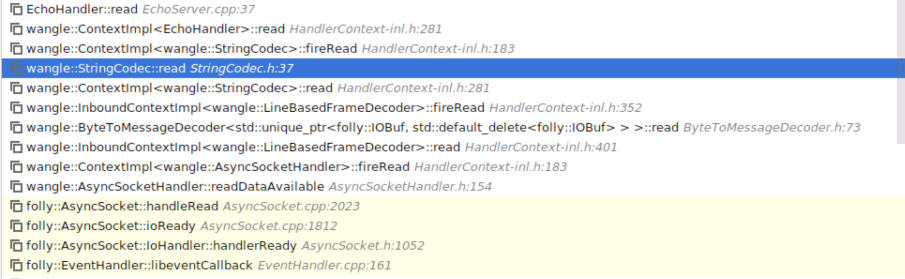 EchoHandler::read EchoServer.cpp:37
wangle::ContextImpl<EchoHandler>::read HandlerContext-inl.h:281
wangle::ContextImpl<wangle::StringCodec>::fireRead HandlerContext-inl.h:183
wangle::StringCodec::read StringCodec.h:37
wangle::ContextImpl<wangle::StringCodec>::read HandlerContext-inl.h:281
wangle::InboundContextImpl<wangle::LineBasedFrameDecoder>::fireRead HandlerContext-inl.h:352
wangle::ByteToMessageDecoder<std::unique_ptr<folly::IOBuf, std::default_delete<folly::IOBuf> > >::read ByteToMessageDecoder.h:73
wangle::InboundContextImpl<wangle::LineBasedFrameDecoder>::read HandlerContext-inl.h:401
wangle::ContextImpl<wangle::AsyncSocketHandler>::fireRead HandlerContext-inl.h:183
wangle::AsyncSocketHandler::readDataAvailable AsyncSocketHandler.h:154
folly::AsyncSocket::handleRead AsyncSocket.cpp:2023
folly::AsyncSocket::ioReady AsyncSocket.cpp:1812
folly::AsyncSocket::IoHandler::handlerReady AsyncSocket.h:1052
folly::EventHandler::libeventCallback EventHandler.cpp:161